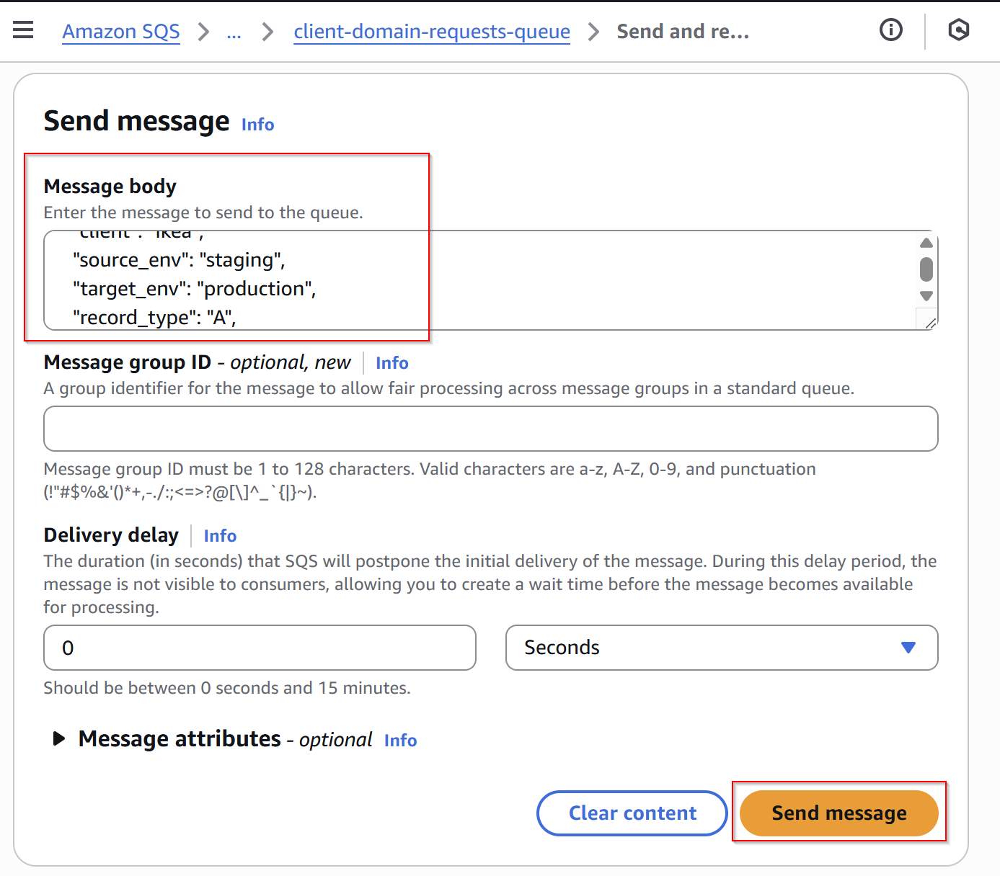 Amazon SQS > ... > client-domain-requests-queue > Send and re...
Send message Info
Message body
Enter the message to send to the queue.
"client": "ikea",
"source_env": "staging",
"target_env": "production",
"record_type": "A",
Message group ID - optional, new Info
A group identifier for the message to allow fair processing across message groups in a standard queue.
Message group ID must be 1 to 128 characters. Valid characters are a-z, A-Z, 0-9, and punctuation
(!"#$%&'()*+,-./:;<=>?@[\]^_`{|}~).
Delivery delay Info
The duration (in seconds) that SQS will postpone the initial delivery of the message. During this delay period, the
message is not visible to consumers, allowing you to create a wait time before the message becomes available
for processing.
0 Seconds
Should be between 0 seconds and 15 minutes.
Message attributes - optional Info
Clear content Send message